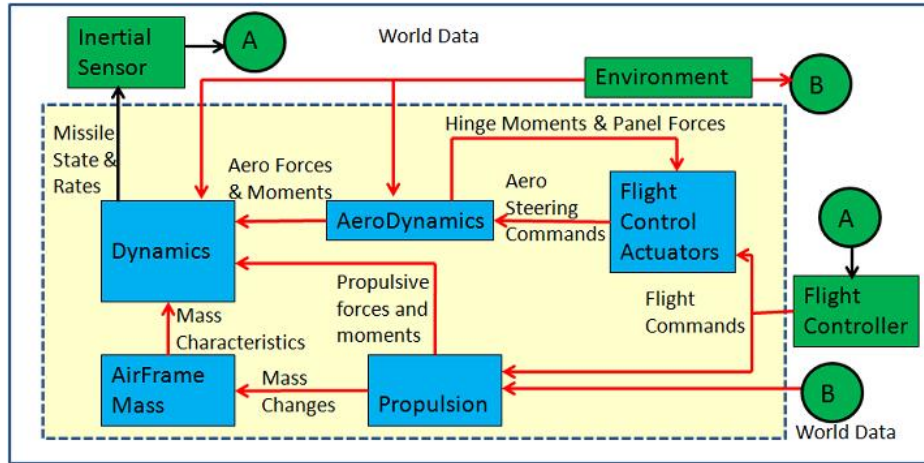 Inertial
Sensor
A
World Data
Environment
B
Missile
State &
Rates
Hinge Moments & Panel Forces
Aero Forces
& Moments
Aero
Steering
Commands
Flight
Control
Actuators
AeroDynamics
Dynamics
A
Propulsive
forces and
moments
Flight
Commands
Flight
Controller
Mass
Characteristics
AirFrame
Mass
Mass
Changes
Propulsion
B
World Data